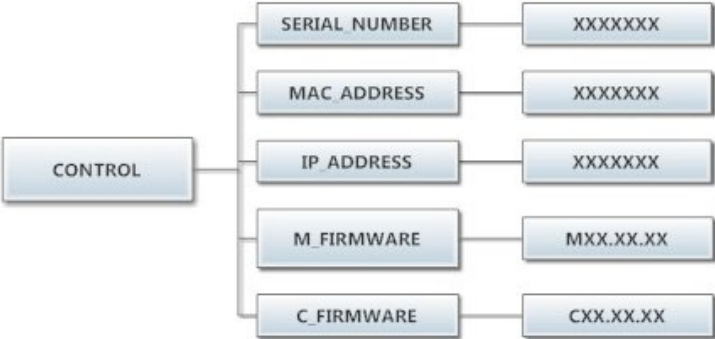 SERIAL_NUMBER XXXXXXX
MAC_ADDRESS XXXXXXX
IP_ADDRESS XXXXXXX
CONTROL
M_FIRMWARE MXX.XX.XX
C_FIRMWARE CXX.XX.XX